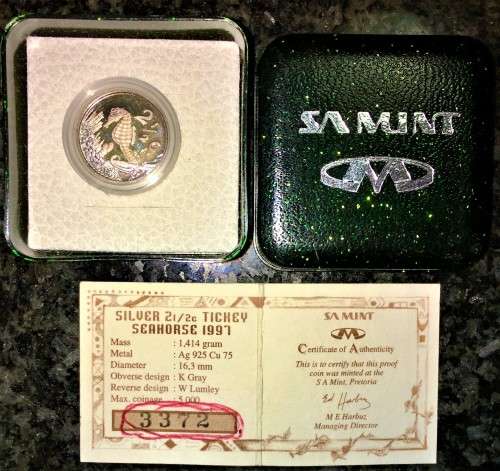 SA MINT
SILVER 21/2c TICKEY
SEAHORSE 1997
Mass : 1,414 gram
Metal : Ag 925 Cu 75
Diameter : 16,3 mm
Obverse design : K Gray
Reverse design : W Lumley
Max. coinage : 5 000
3372
SA MINT
Certificate of Authenticity
This is to certify that this proof
coin was minted at the
S A Mint, Pretoria
Ed Harbuz
M E Harbuz
Managing Director